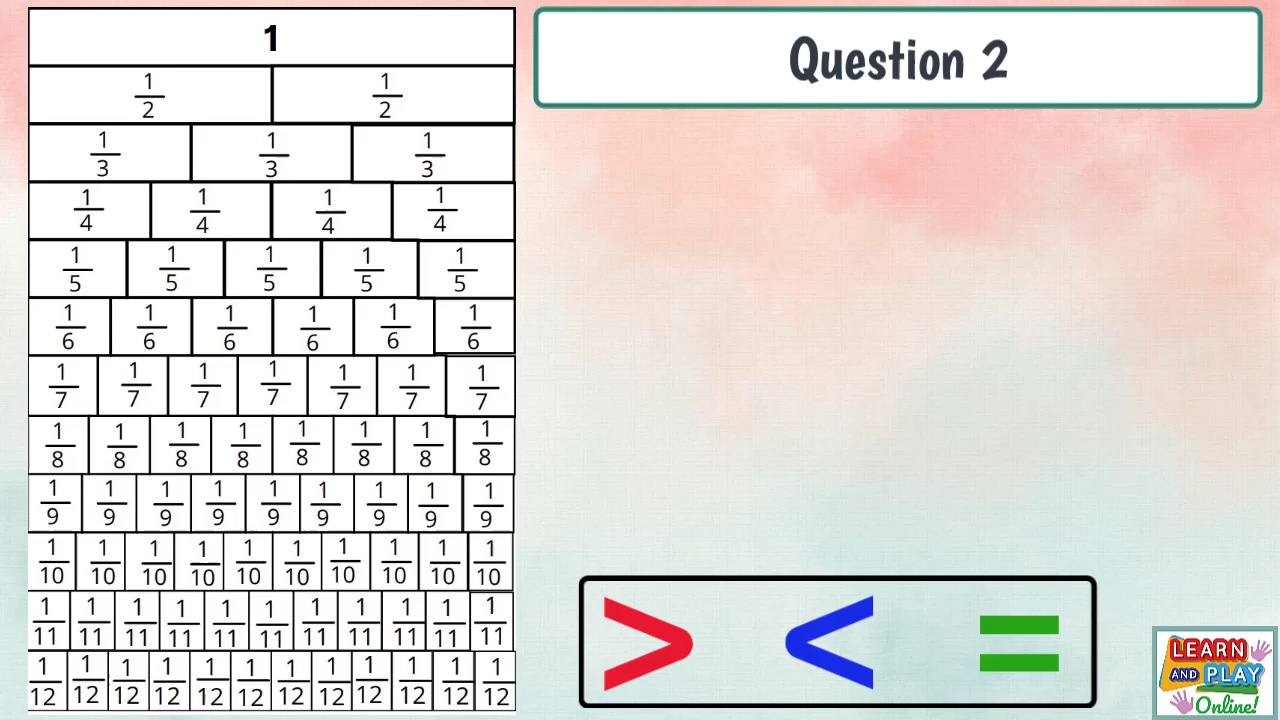 1
1/2 1/2
1/3 1/3 1/3
1/4 1/4 1/4 1/4
1/5 1/5 1/5 1/5 1/5
1/6 1/6 1/6 1/6 1/6 1/6
1/7 1/7 1/7 1/7 1/7 1/7 1/7
1/8 1/8 1/8 1/8 1/8 1/8 1/8 1/8
1/9 1/9 1/9 1/9 1/9 1/9 1/9 1/9 1/9
1/10 1/10 1/10 1/10 1/10 1/10 1/10 1/10 1/10 1/10
1/11 1/11 1/11 1/11 1/11 1/11 1/11 1/11 1/11 1/11 1/11
1/12 1/12 1/12 1/12 1/12 1/12 1/12 1/12 1/12 1/12 1/12 1/12
Question 2
> < =
LEARN
AND PLAY
Online!